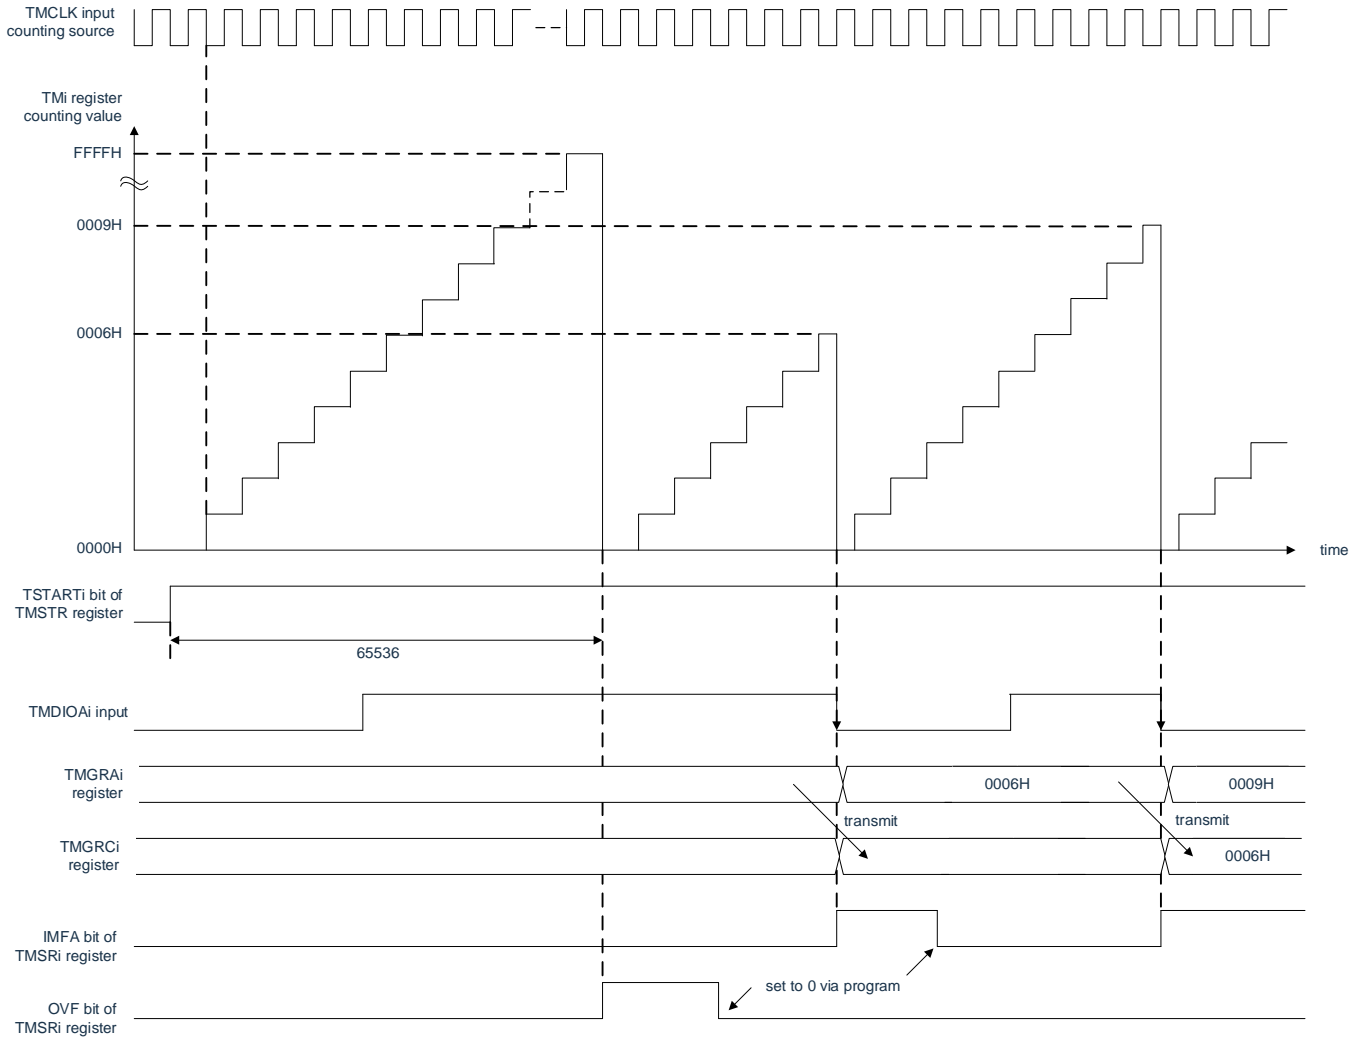 TMCLK input
counting source
TMi register
counting value
FFFFH
0009H
0006H
0000H
time
TSTARTi bit of
TMSTR register
65536
TMDIOAi input
TMGRAi
register
0006H
0009H
transmit
transmit
TMGRCi
register
0006H
IMFA bit of
TMSRi register
set to 0 via program
OVF bit of
TMSRi register